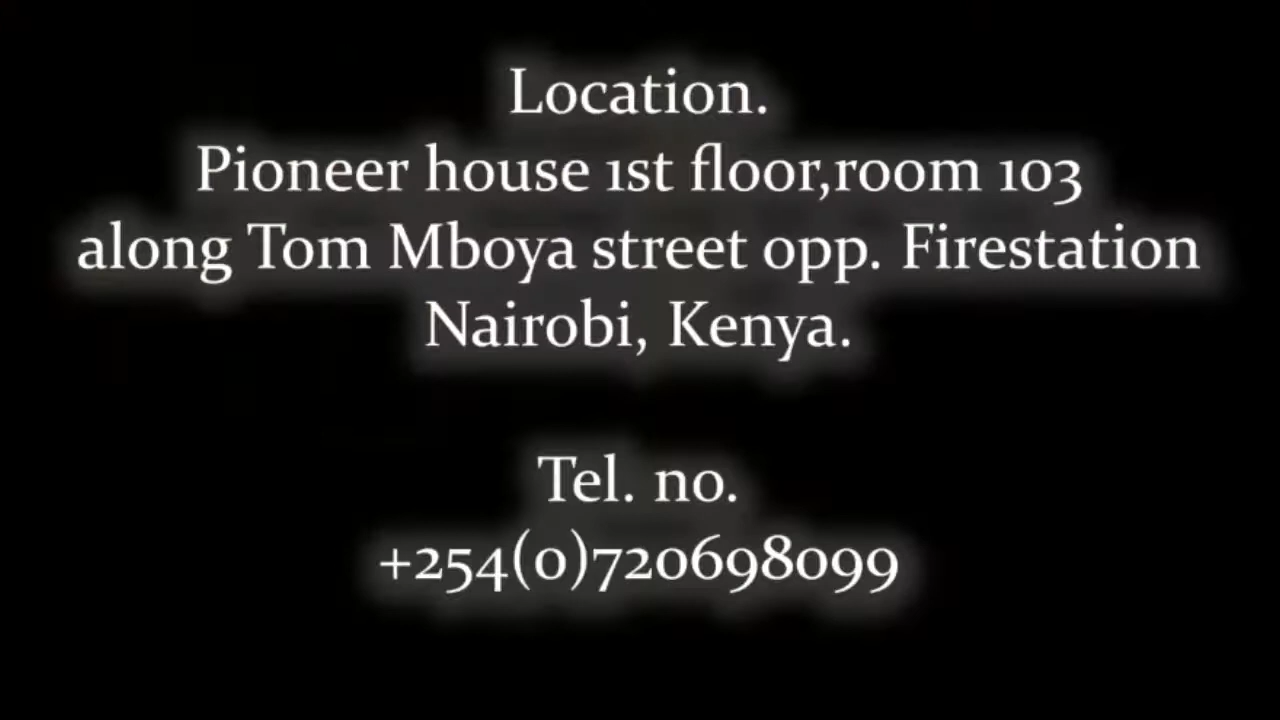 Location.
Pioneer house 1st floor,room 103
along Tom Mboya street opp. Firestation
Nairobi, Kenya.
Tel. no.
+254(0)720698099